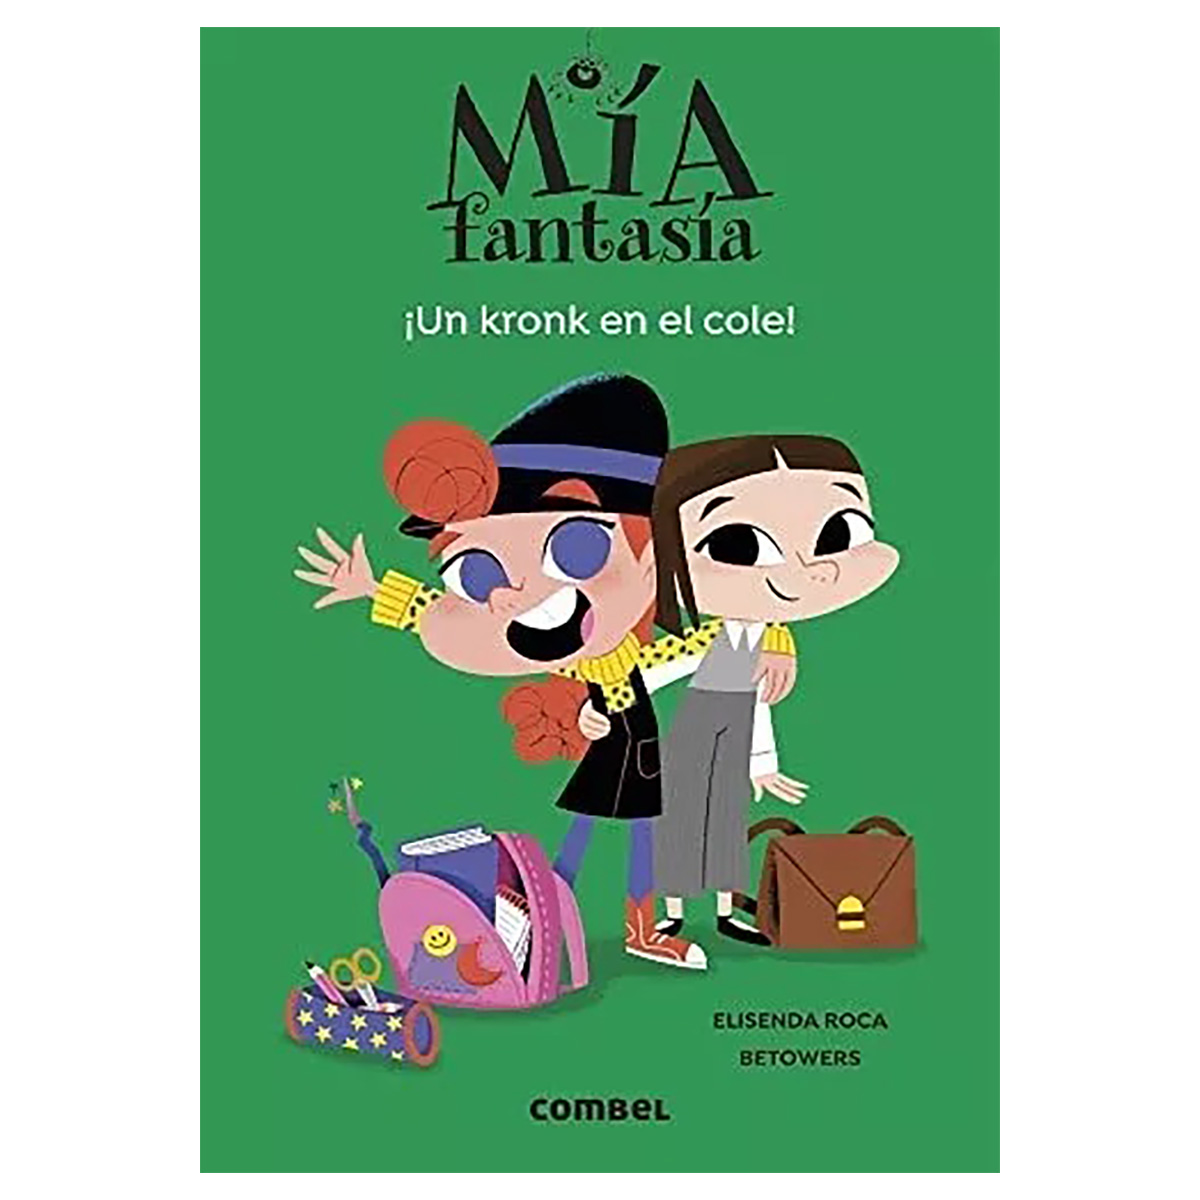 MÍA
fantasía
¡Un kronk en el cole!
ELISENDA ROCA
BETOWERS
COMBEL